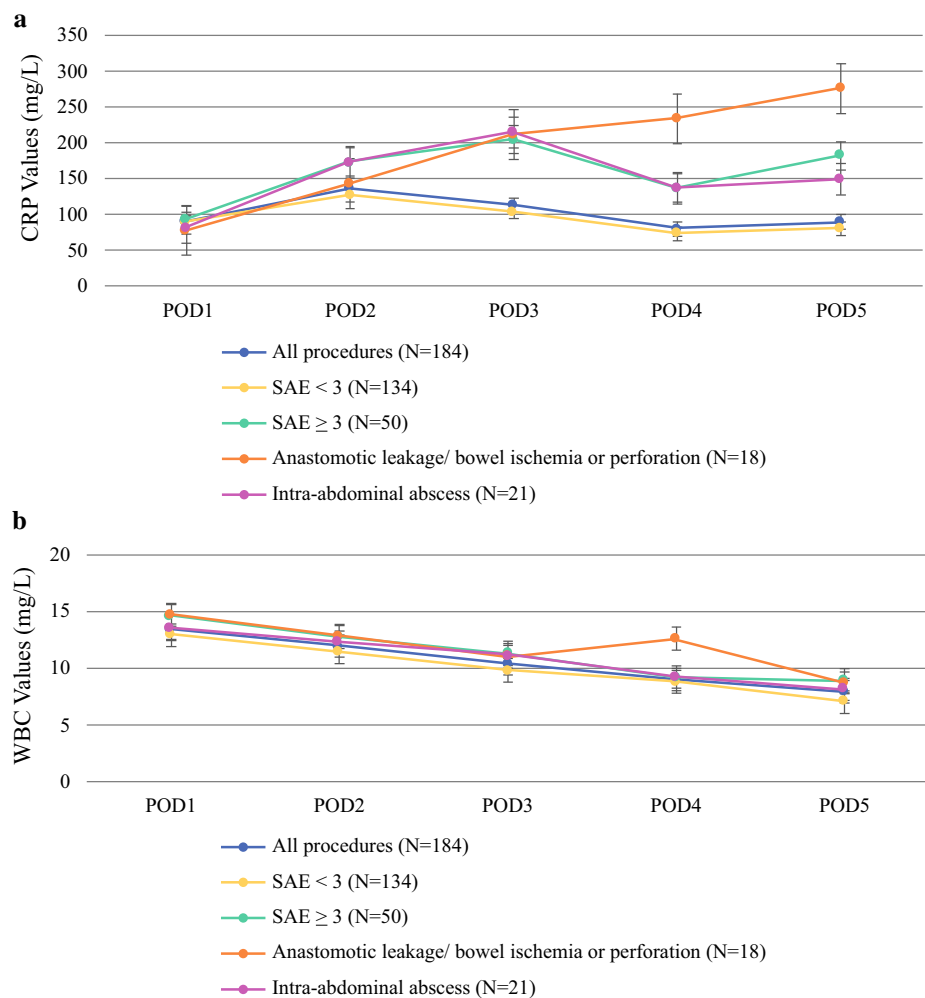 a
CRP Values (mg/L)
350
300
250
200
150
100
50
0
POD1 POD2 POD3 POD4 POD5
All procedures (N=184)
SAE < 3 (N=134)
SAE ≥ 3 (N=50)
Anastomotic leakage/ bowel ischemia or perforation (N=18)
Intra-abdominal abscess (N=21)
b
WBC Values (mg/L)
20
15
10
5
0
POD1 POD2 POD3 POD4 POD5
All procedures (N=184)
SAE < 3 (N=134)
SAE ≥ 3 (N=50)
Anastomotic leakage/ bowel ischemia or perforation (N=18)
Intra-abdominal abscess (N=21)